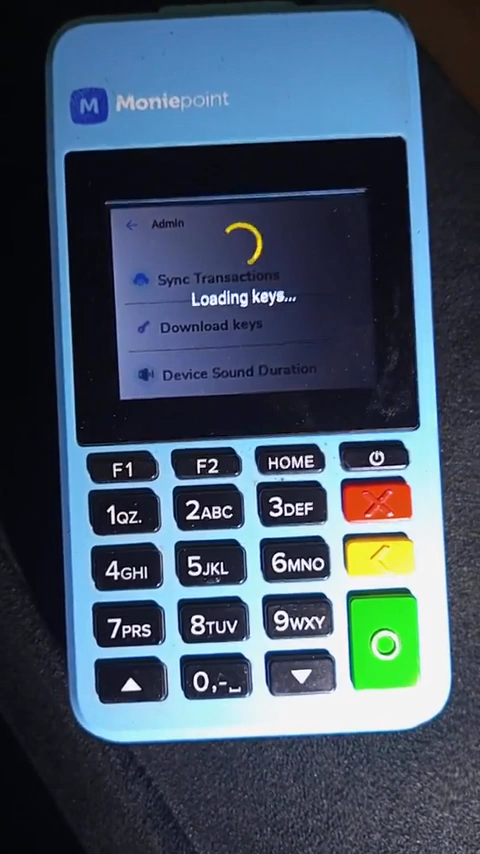 M Moniepoint
← Admin
Sync Transactions
Loading keys...
Download keys
Device Sound Duration
F1 F2 HOME
1QZ. 2ABC 3DEF
4GHI 5JKL 6MNO
7PRS 8TUV 9WXY
0,-⎵